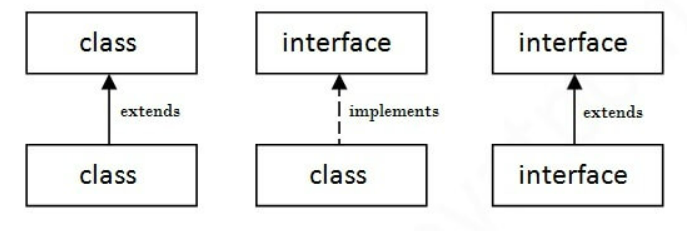 class
interface
interface
extends
implements
extends
class
class
interface